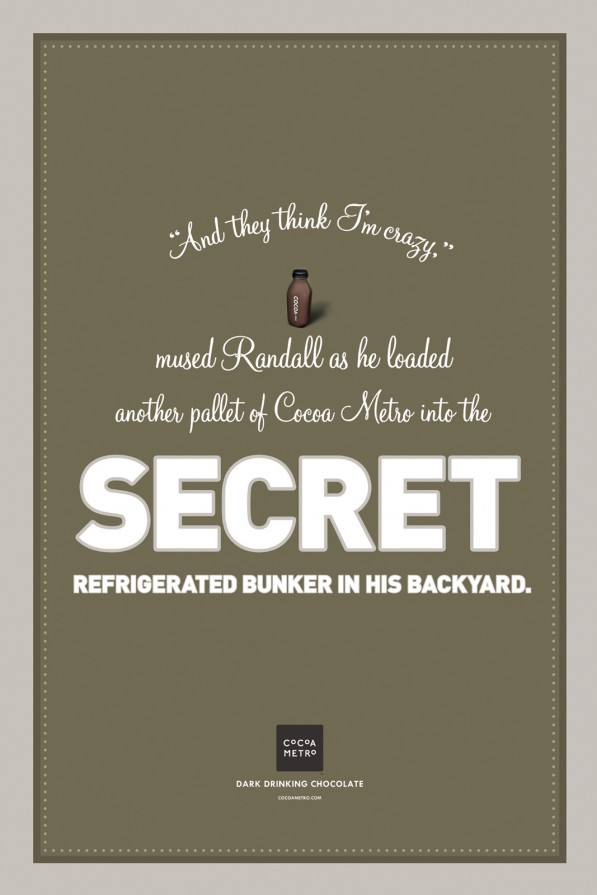 “And they think I'm crazy,”
COCOA
mused Randall as he loaded
another pallet of Cocoa Metro into the
SECRET
REFRIGERATED BUNKER IN HIS BACKYARD.
COCOA
METRO
DARK DRINKING CHOCOLATE
COCOAMETRO.COM